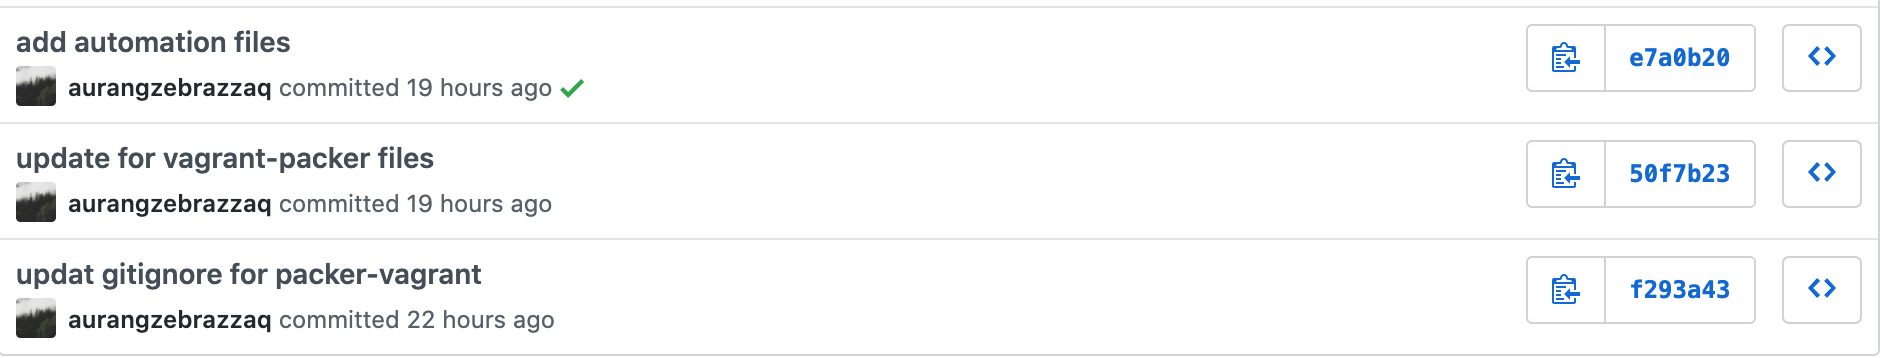 add automation files
aurangzebrazzaq committed 19 hours ago
e7a0b20
update for vagrant-packer files
aurangzebrazzaq committed 19 hours ago
50f7b23
updat gitignore for packer-vagrant
aurangzebrazzaq committed 22 hours ago
f293a43